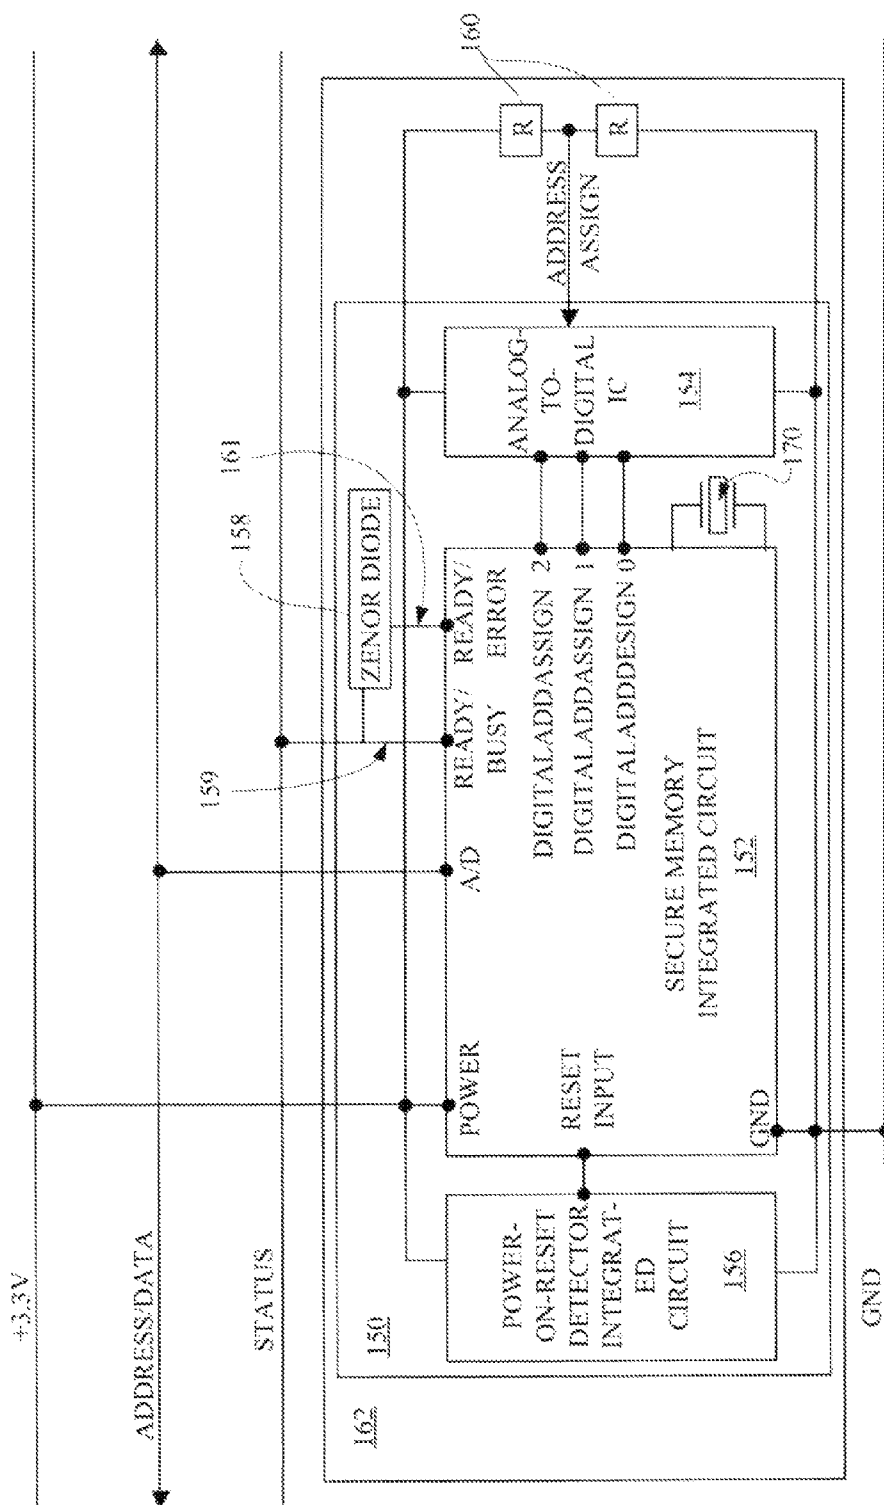 +3.3V
ADDRESS/DATA
STATUS
162
150
POWER-
ON-RESET
DETECTOR
INTEGRAT-
ED
CIRCUIT
156
POWER
A/D
READY/
BUSY
READY/
ERROR
RESET
INPUT
DIGITALADDASSIGN 2
DIGITALADDASSIGN 1
DIGITALADDDESIGN 0
SECURE MEMORY
INTEGRATED CIRCUIT
152
GND
159
158
161
ZENOR DIODE
ANALOG-
TO-
DIGITAL
IC
154
170
ADDRESS
ASSIGN
R
R
160
GND